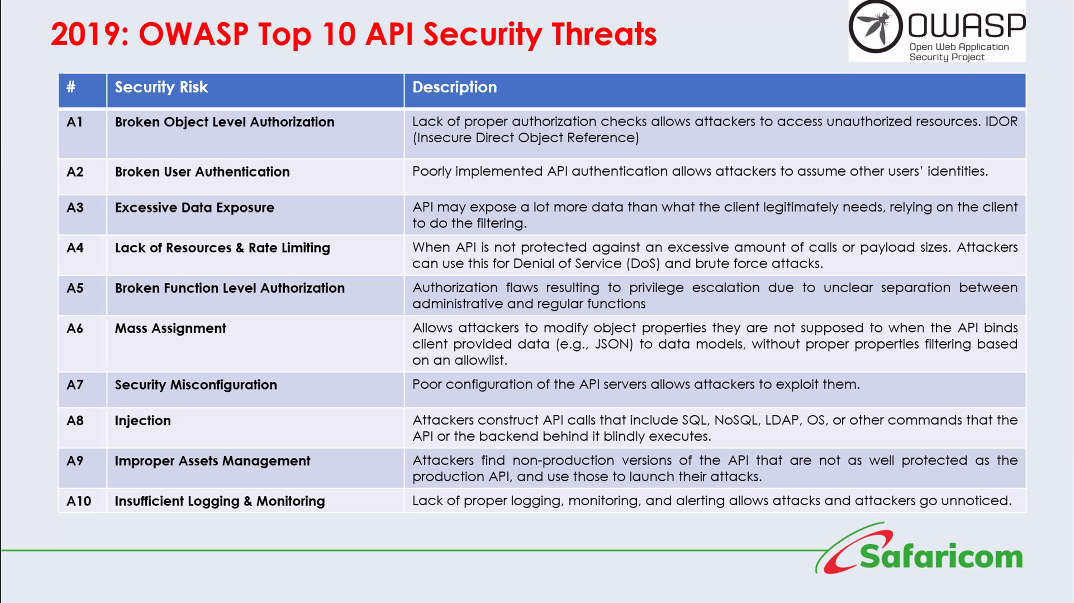 2019: OWASP Top 10 API Security Threats
OWASP
Open Web Application
Security Project
# Security Risk Description
A1 Broken Object Level Authorization Lack of proper authorization checks allows attackers to access unauthorized resources. IDOR
(Insecure Direct Object Reference)
A2 Broken User Authentication Poorly implemented API authentication allows attackers to assume other users’ identities.
A3 Excessive Data Exposure API may expose a lot more data than what the client legitimately needs, relying on the client
to do the filtering.
A4 Lack of Resources & Rate Limiting When API is not protected against an excessive amount of calls or payload sizes. Attackers
can use this for Denial of Service (DoS) and brute force attacks.
A5 Broken Function Level Authorization Authorization flaws resulting to privilege escalation due to unclear separation between
administrative and regular functions
A6 Mass Assignment Allows attackers to modify object properties they are not supposed to when the API binds
client provided data (e.g., JSON) to data models, without proper properties filtering based
on an allowlist.
A7 Security Misconfiguration Poor configuration of the API servers allows attackers to exploit them.
A8 Injection Attackers construct API calls that include SQL, NoSQL, LDAP, OS, or other commands that the
API or the backend behind it blindly executes.
A9 Improper Assets Management Attackers find non-production versions of the API that are not as well protected as the
production API, and use those to launch their attacks.
A10 Insufficient Logging & Monitoring Lack of proper logging, monitoring, and alerting allows attacks and attackers go unnoticed.
Safaricom